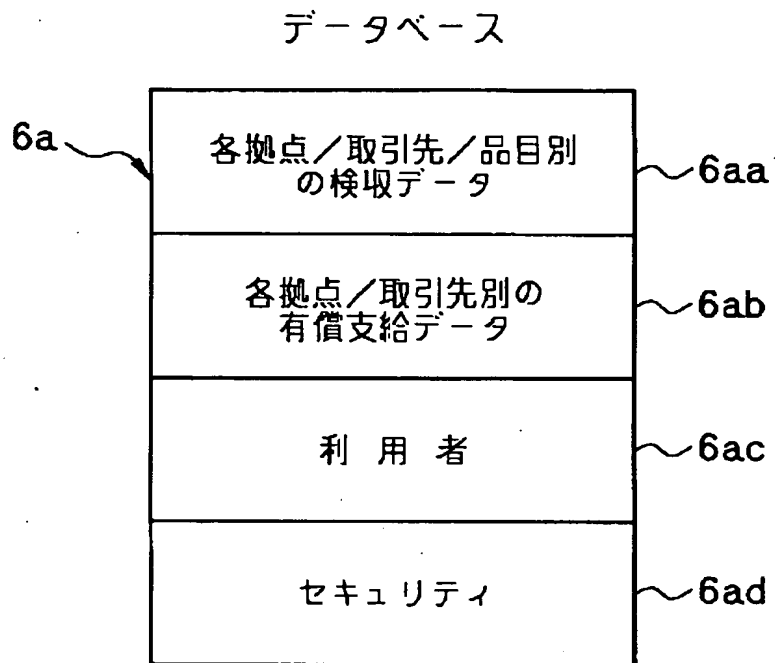 データベース
6a
各拠点／取引先／品目別
の検収データ
6aa
各拠点／取引先別の
有償支給データ
6ab
利用者
6ac
セキュリティ
6ad